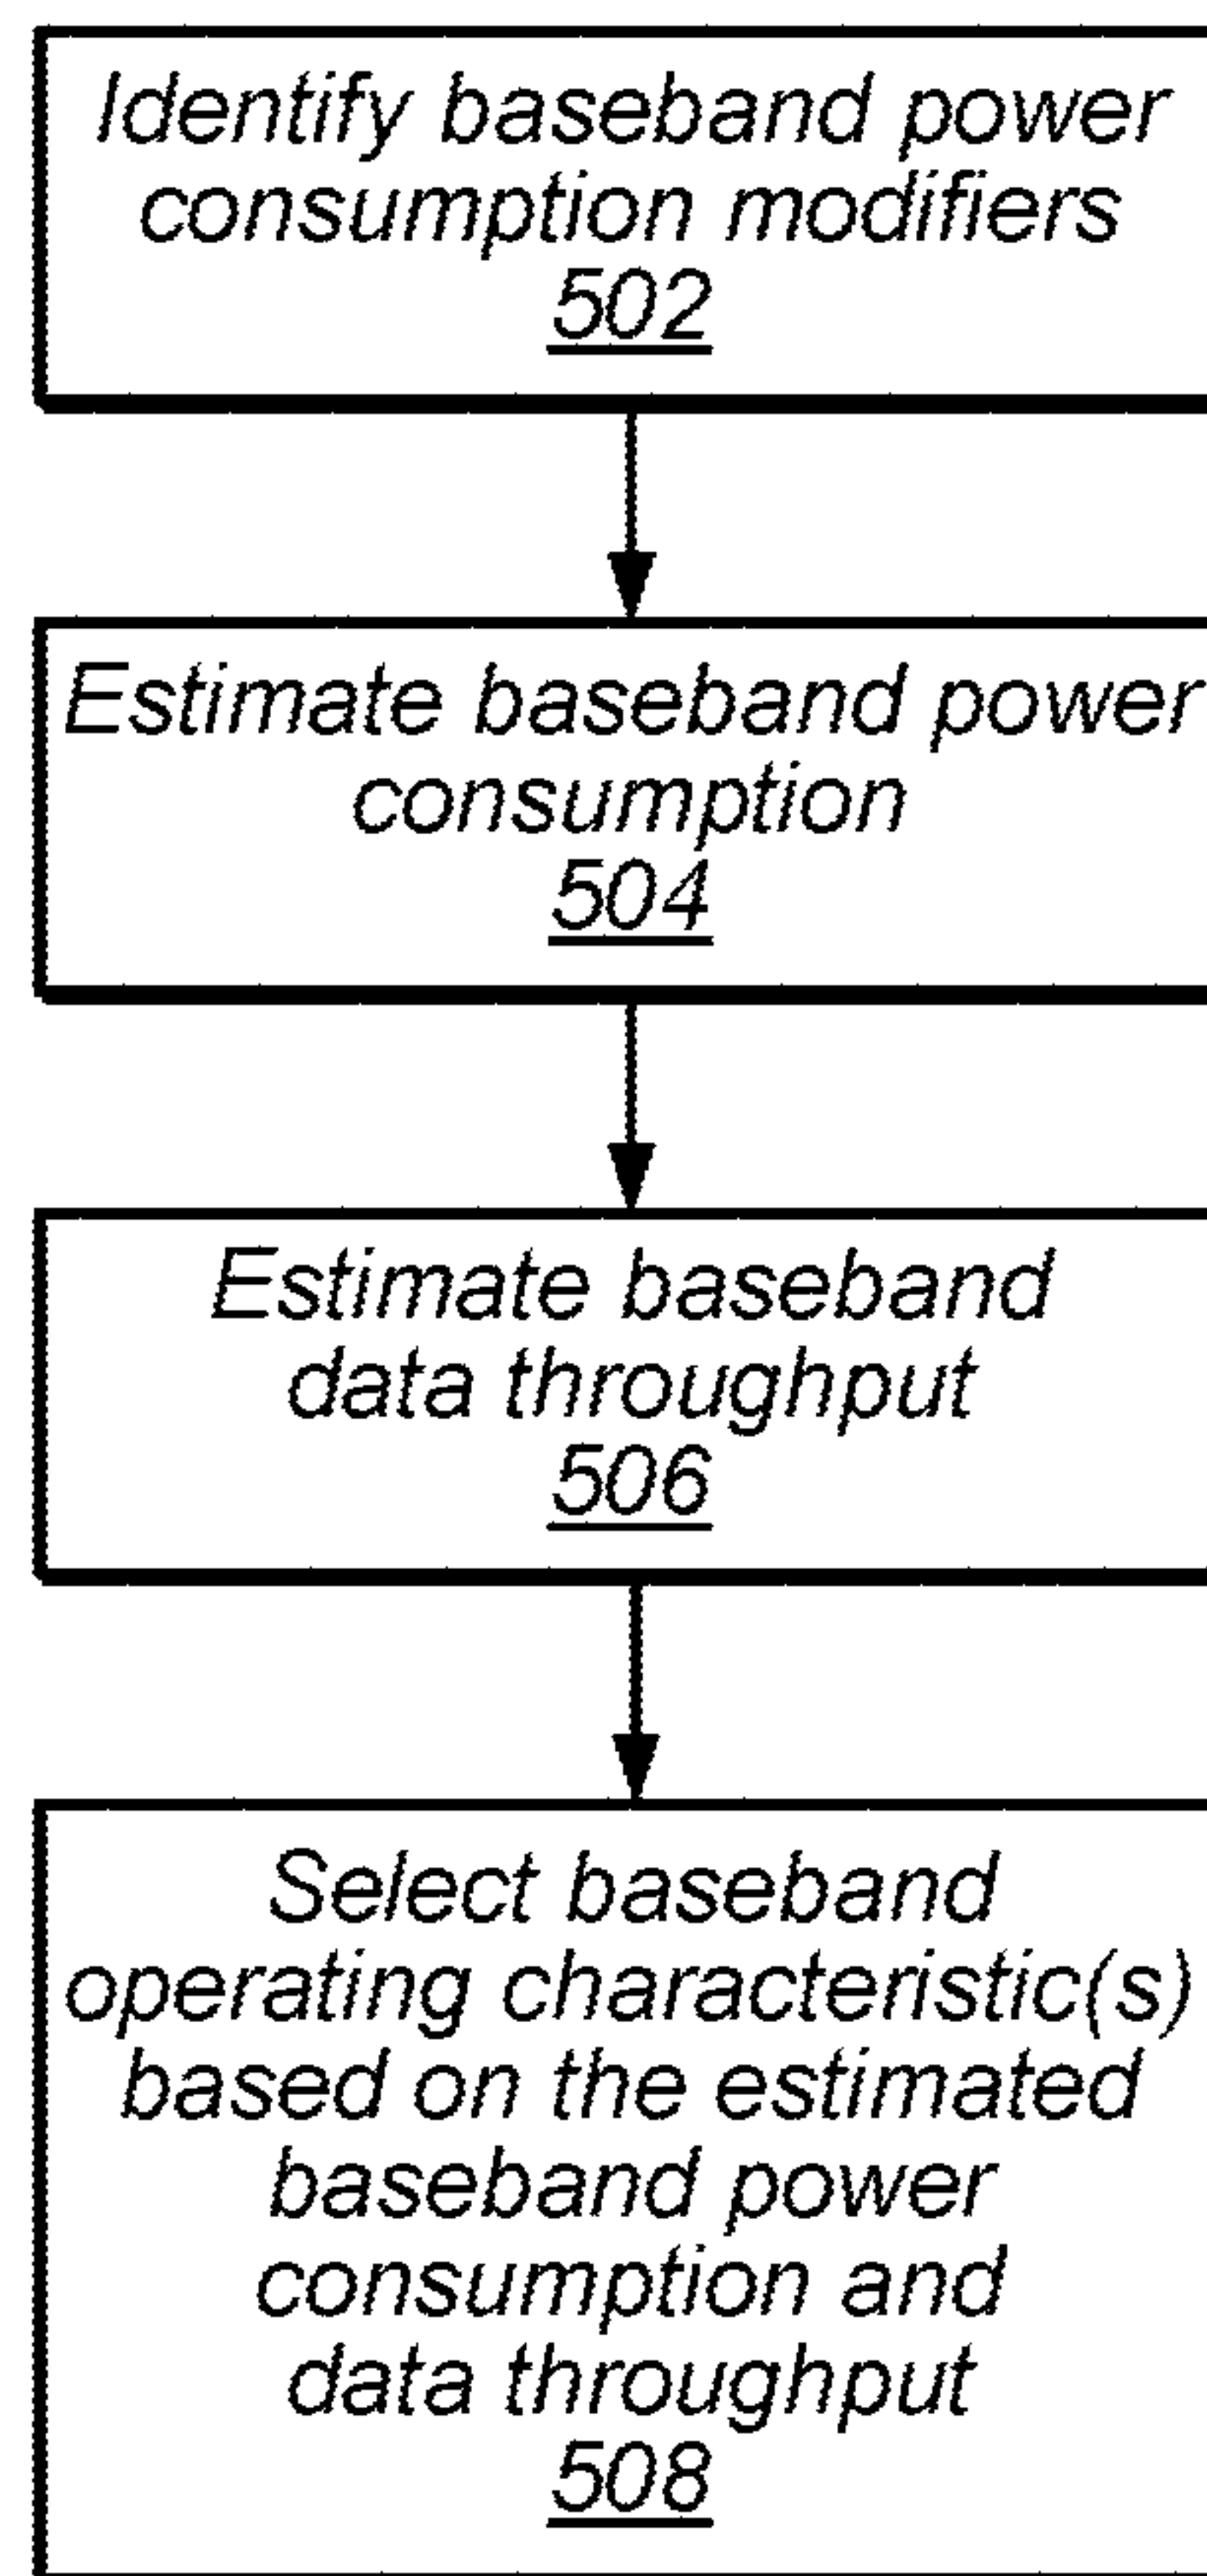 Identify baseband power
consumption modifiers
502
Estimate baseband power
consumption
504
Estimate baseband
data throughput
506
Select baseband
operating characteristic(s)
based on the estimated
baseband power
consumption and
data throughput
508